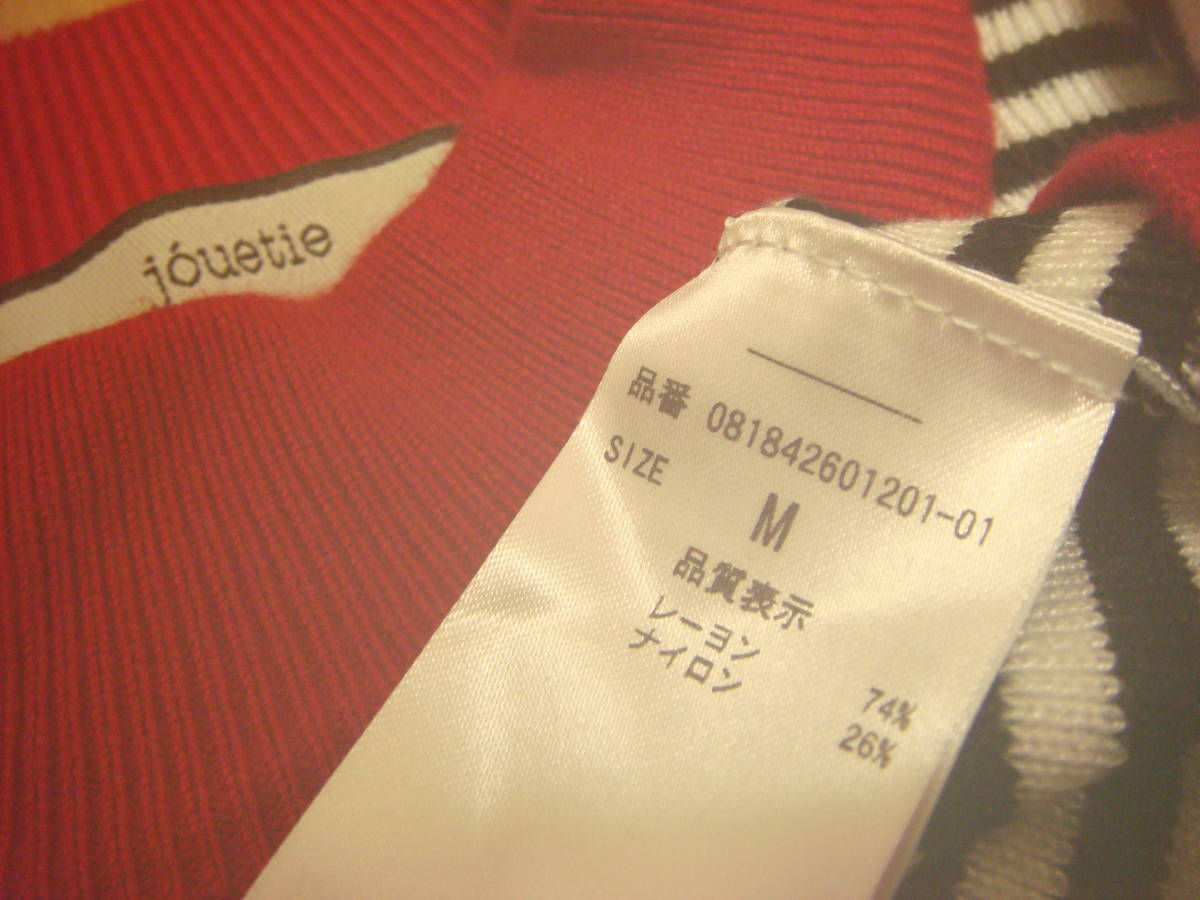 jóuetie
品番 081842601201-01
SIZE
M
品質表示
レーヨン 74%
ナイロン 26%